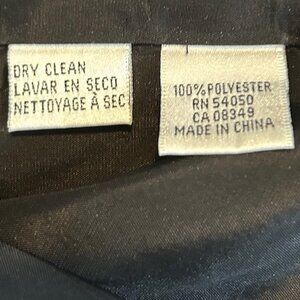 DRY CLEAN
LAVAR EN SECO
NETTOYAGE À SEC
100% POLYESTER
RN 54050
CA 08349
MADE IN CHINA